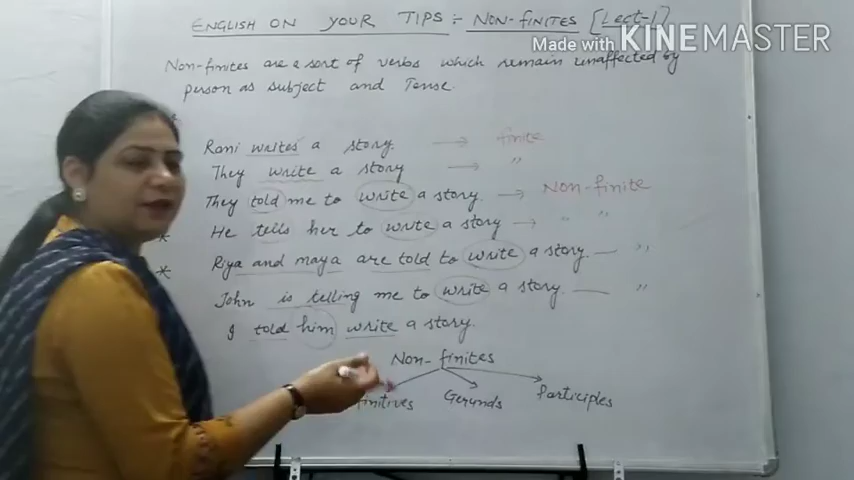 ENGLISH ON YOUR TIPS :- NON-FINITES [Lect-1]
Made with KINEMASTER
Non-finites are a sort of verbs which remain unaffected by
person as subject and Tense.
Rani writes a story. → finite
They write a story → "
They told me to write a story. → Non-finite
* He tells her to write a story → " "
* Riya and maya are told to write a story. — "
John is telling me to write a story. — "
I told him write a story.
Non-finites
finitives Gerunds Participles